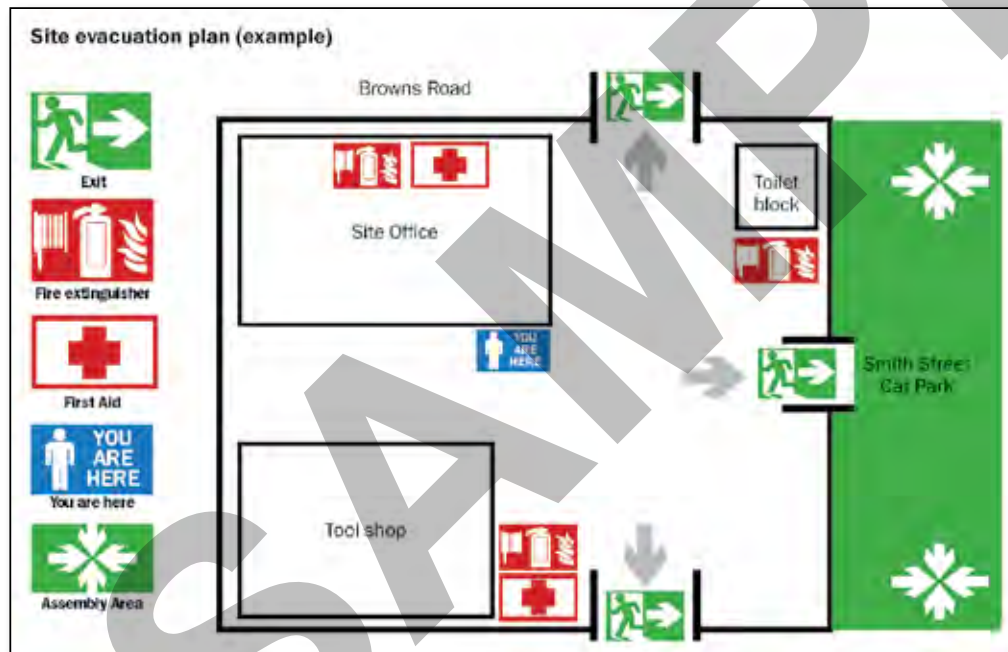 Site evacuation plan (example)
Browns Road
Exit
Fire extinguisher
First Aid
YOU
ARE
HERE
You are here
Assembly Area
Site Office
Toilet
block
YOU
ARE
HERE
Smith Street
Car Park
Tool shop
SAMPL